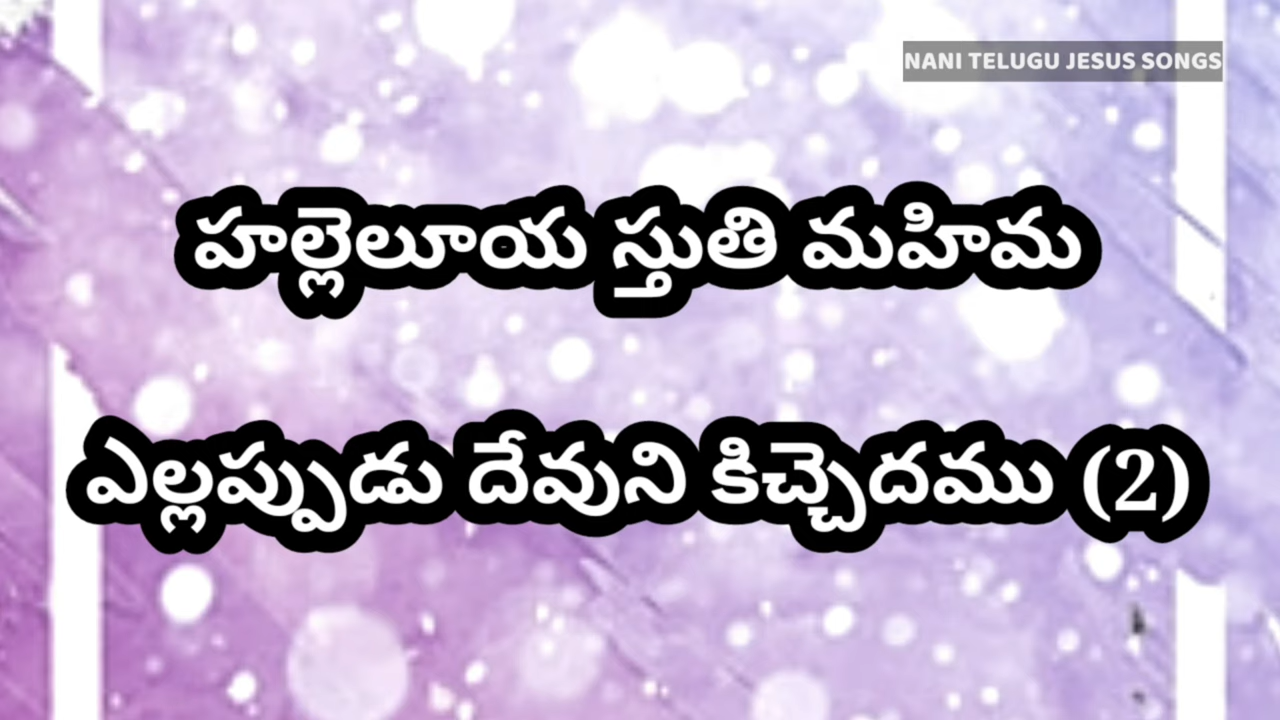 NANI TELUGU JESUS SONGS
హల్లెలూయ స్తుతి మహిమ
ఎల్లప్పుడు దేవుని కిచ్చెదము (2)